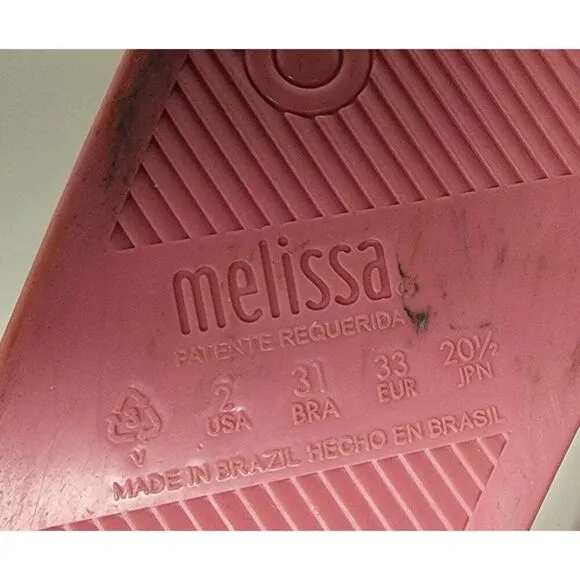 melissa®
PATENTE REQUERIDA
3 2 31 33 20½
V USA BRA EUR JPN
MADE IN BRAZIL HECHO EN BRASIL